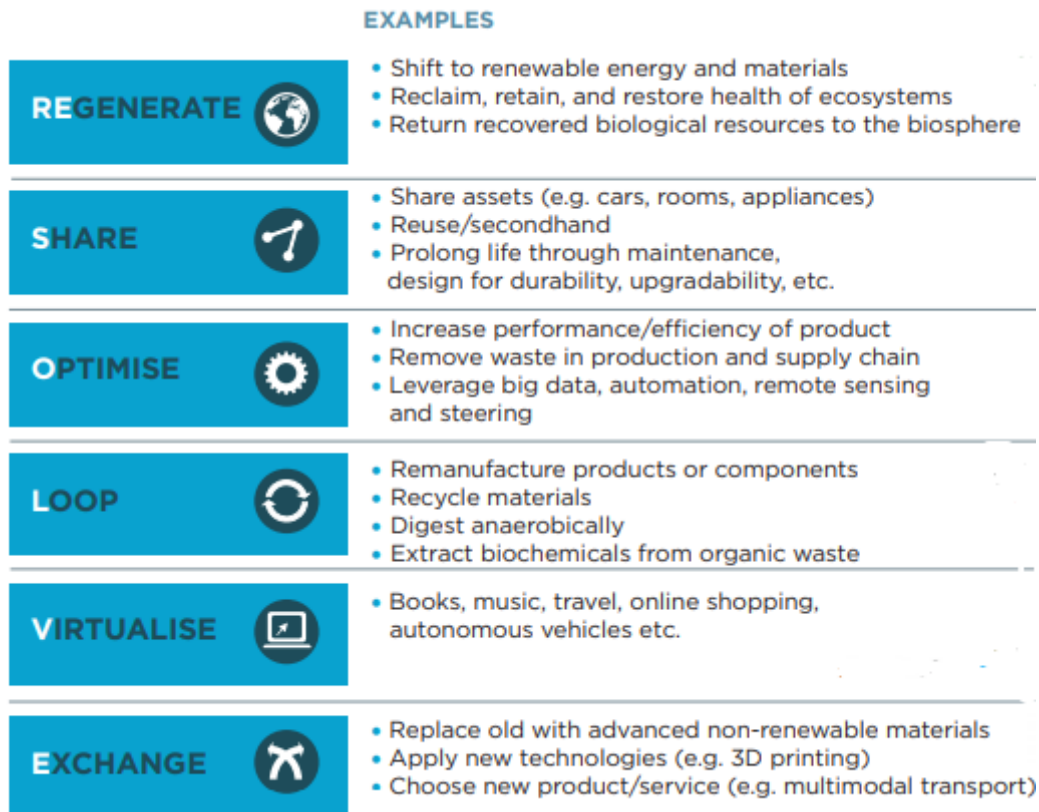 EXAMPLES
REGENERATE
• Shift to renewable energy and materials
• Reclaim, retain, and restore health of ecosystems
• Return recovered biological resources to the biosphere
SHARE
• Share assets (e.g. cars, rooms, appliances)
• Reuse/secondhand
• Prolong life through maintenance,
design for durability, upgradability, etc.
OPTIMISE
• Increase performance/efficiency of product
• Remove waste in production and supply chain
• Leverage big data, automation, remote sensing
and steering
LOOP
• Remanufacture products or components
• Recycle materials
• Digest anaerobically
• Extract biochemicals from organic waste
VIRTUALISE
• Books, music, travel, online shopping,
autonomous vehicles etc.
EXCHANGE
• Replace old with advanced non-renewable materials
• Apply new technologies (e.g. 3D printing)
• Choose new product/service (e.g. multimodal transport)